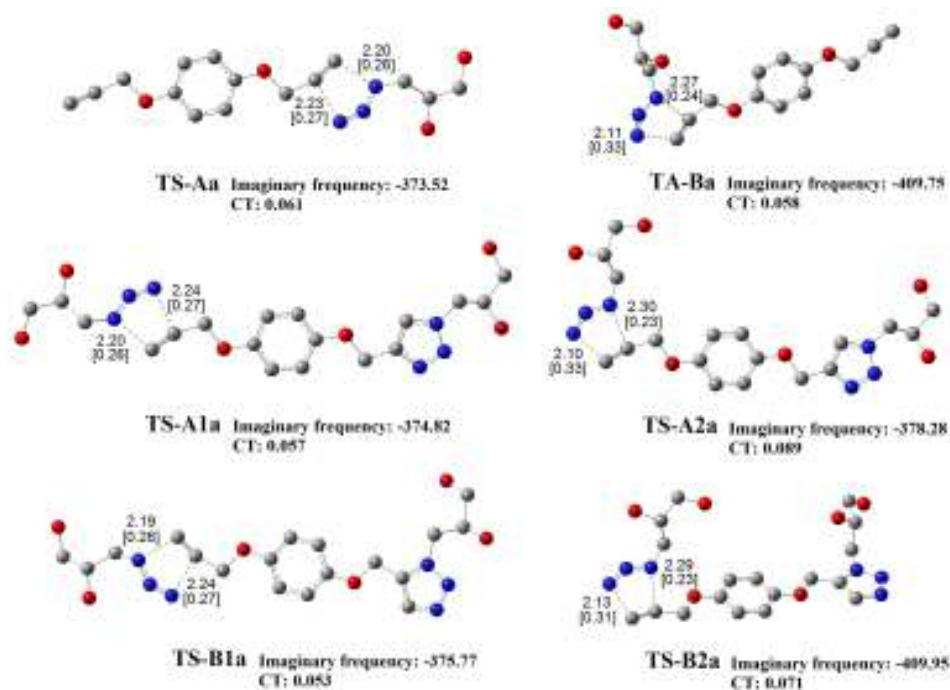 2.20
[0.26]
2.23
[0.27]
TS-Aa Imaginary frequency: -373.52
CT: 0.061
2.27
[0.24]
2.11
[0.33]
TA-Ba Imaginary frequency: -409.75
CT: 0.058
2.24
[0.27]
2.20
[0.26]
TS-A1a Imaginary frequency: -374.82
CT: 0.057
2.30
[0.23]
2.10
[0.33]
TS-A2a Imaginary frequency: -378.28
CT: 0.089
2.19
[0.28]
2.24
[0.27]
TS-B1a Imaginary frequency: -375.77
CT: 0.053
2.29
[0.23]
2.13
[0.31]
TS-B2a Imaginary frequency: -409.95
CT: 0.071